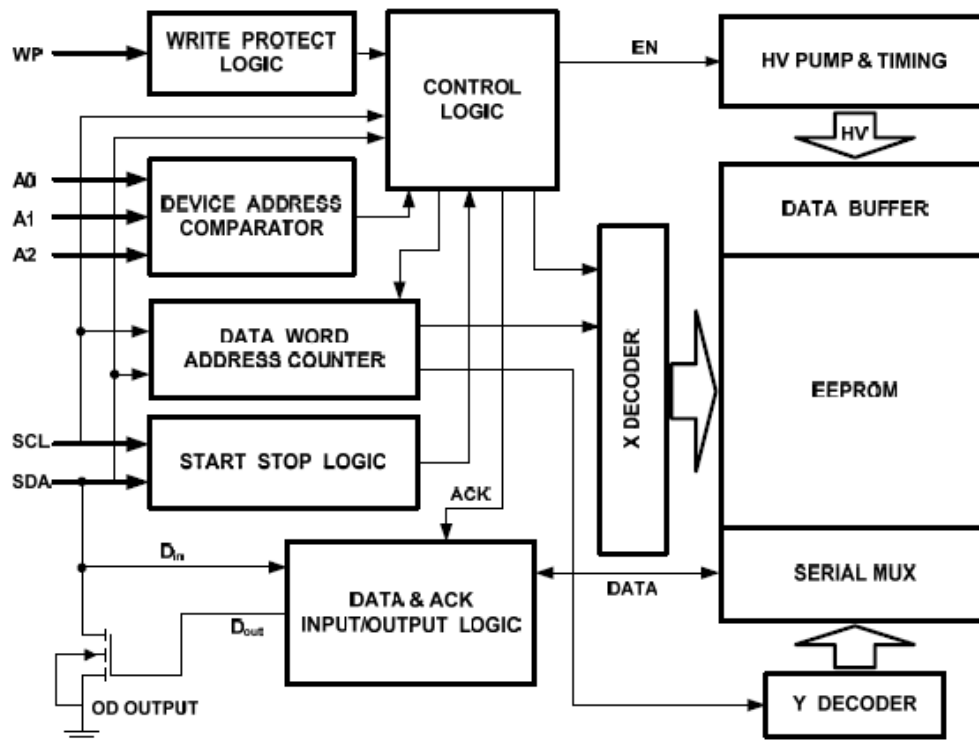 WP
WRITE PROTECT
LOGIC
CONTROL
LOGIC
EN
HV PUMP & TIMING
HV
A0
A1
A2
DEVICE ADDRESS
COMPARATOR
DATA BUFFER
DATA WORD
ADDRESS COUNTER
X DECODER
EEPROM
SCL
SDA
START STOP LOGIC
ACK
Din
DATA & ACK
INPUT/OUTPUT LOGIC
Dout
DATA
SERIAL MUX
OD OUTPUT
Y DECODER